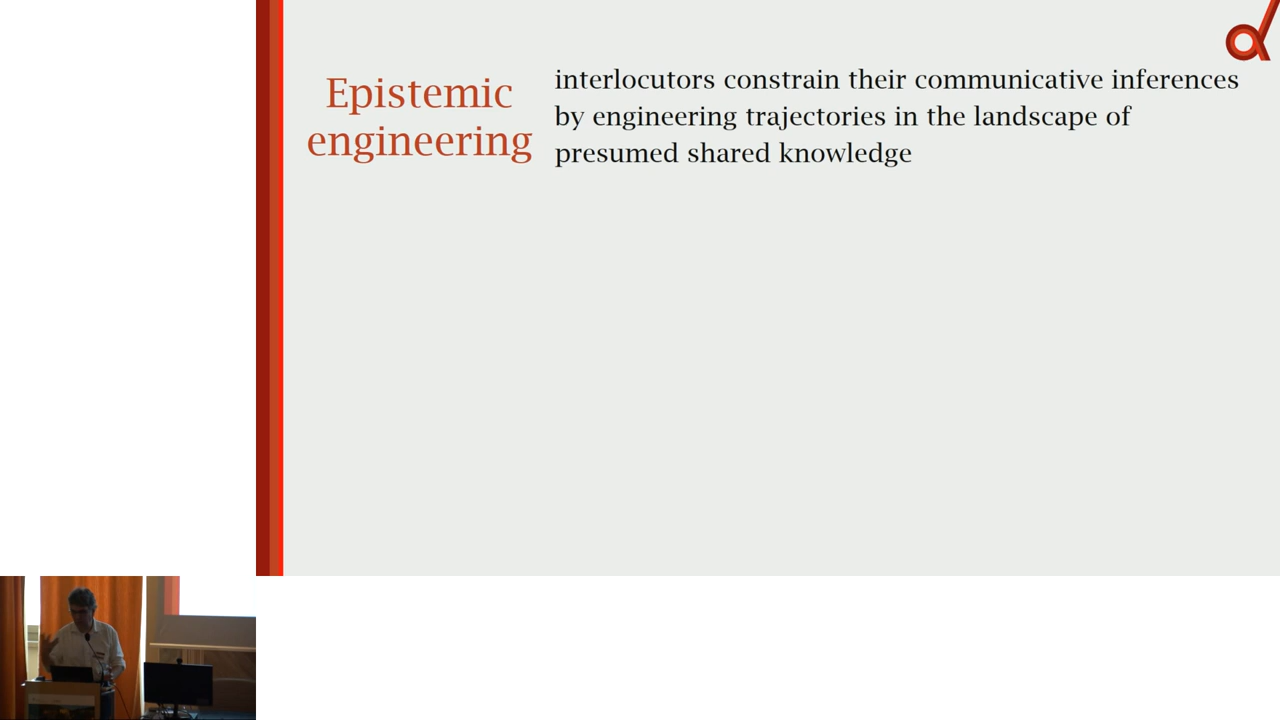 Epistemic
engineering
interlocutors constrain their communicative inferences
by engineering trajectories in the landscape of
presumed shared knowledge